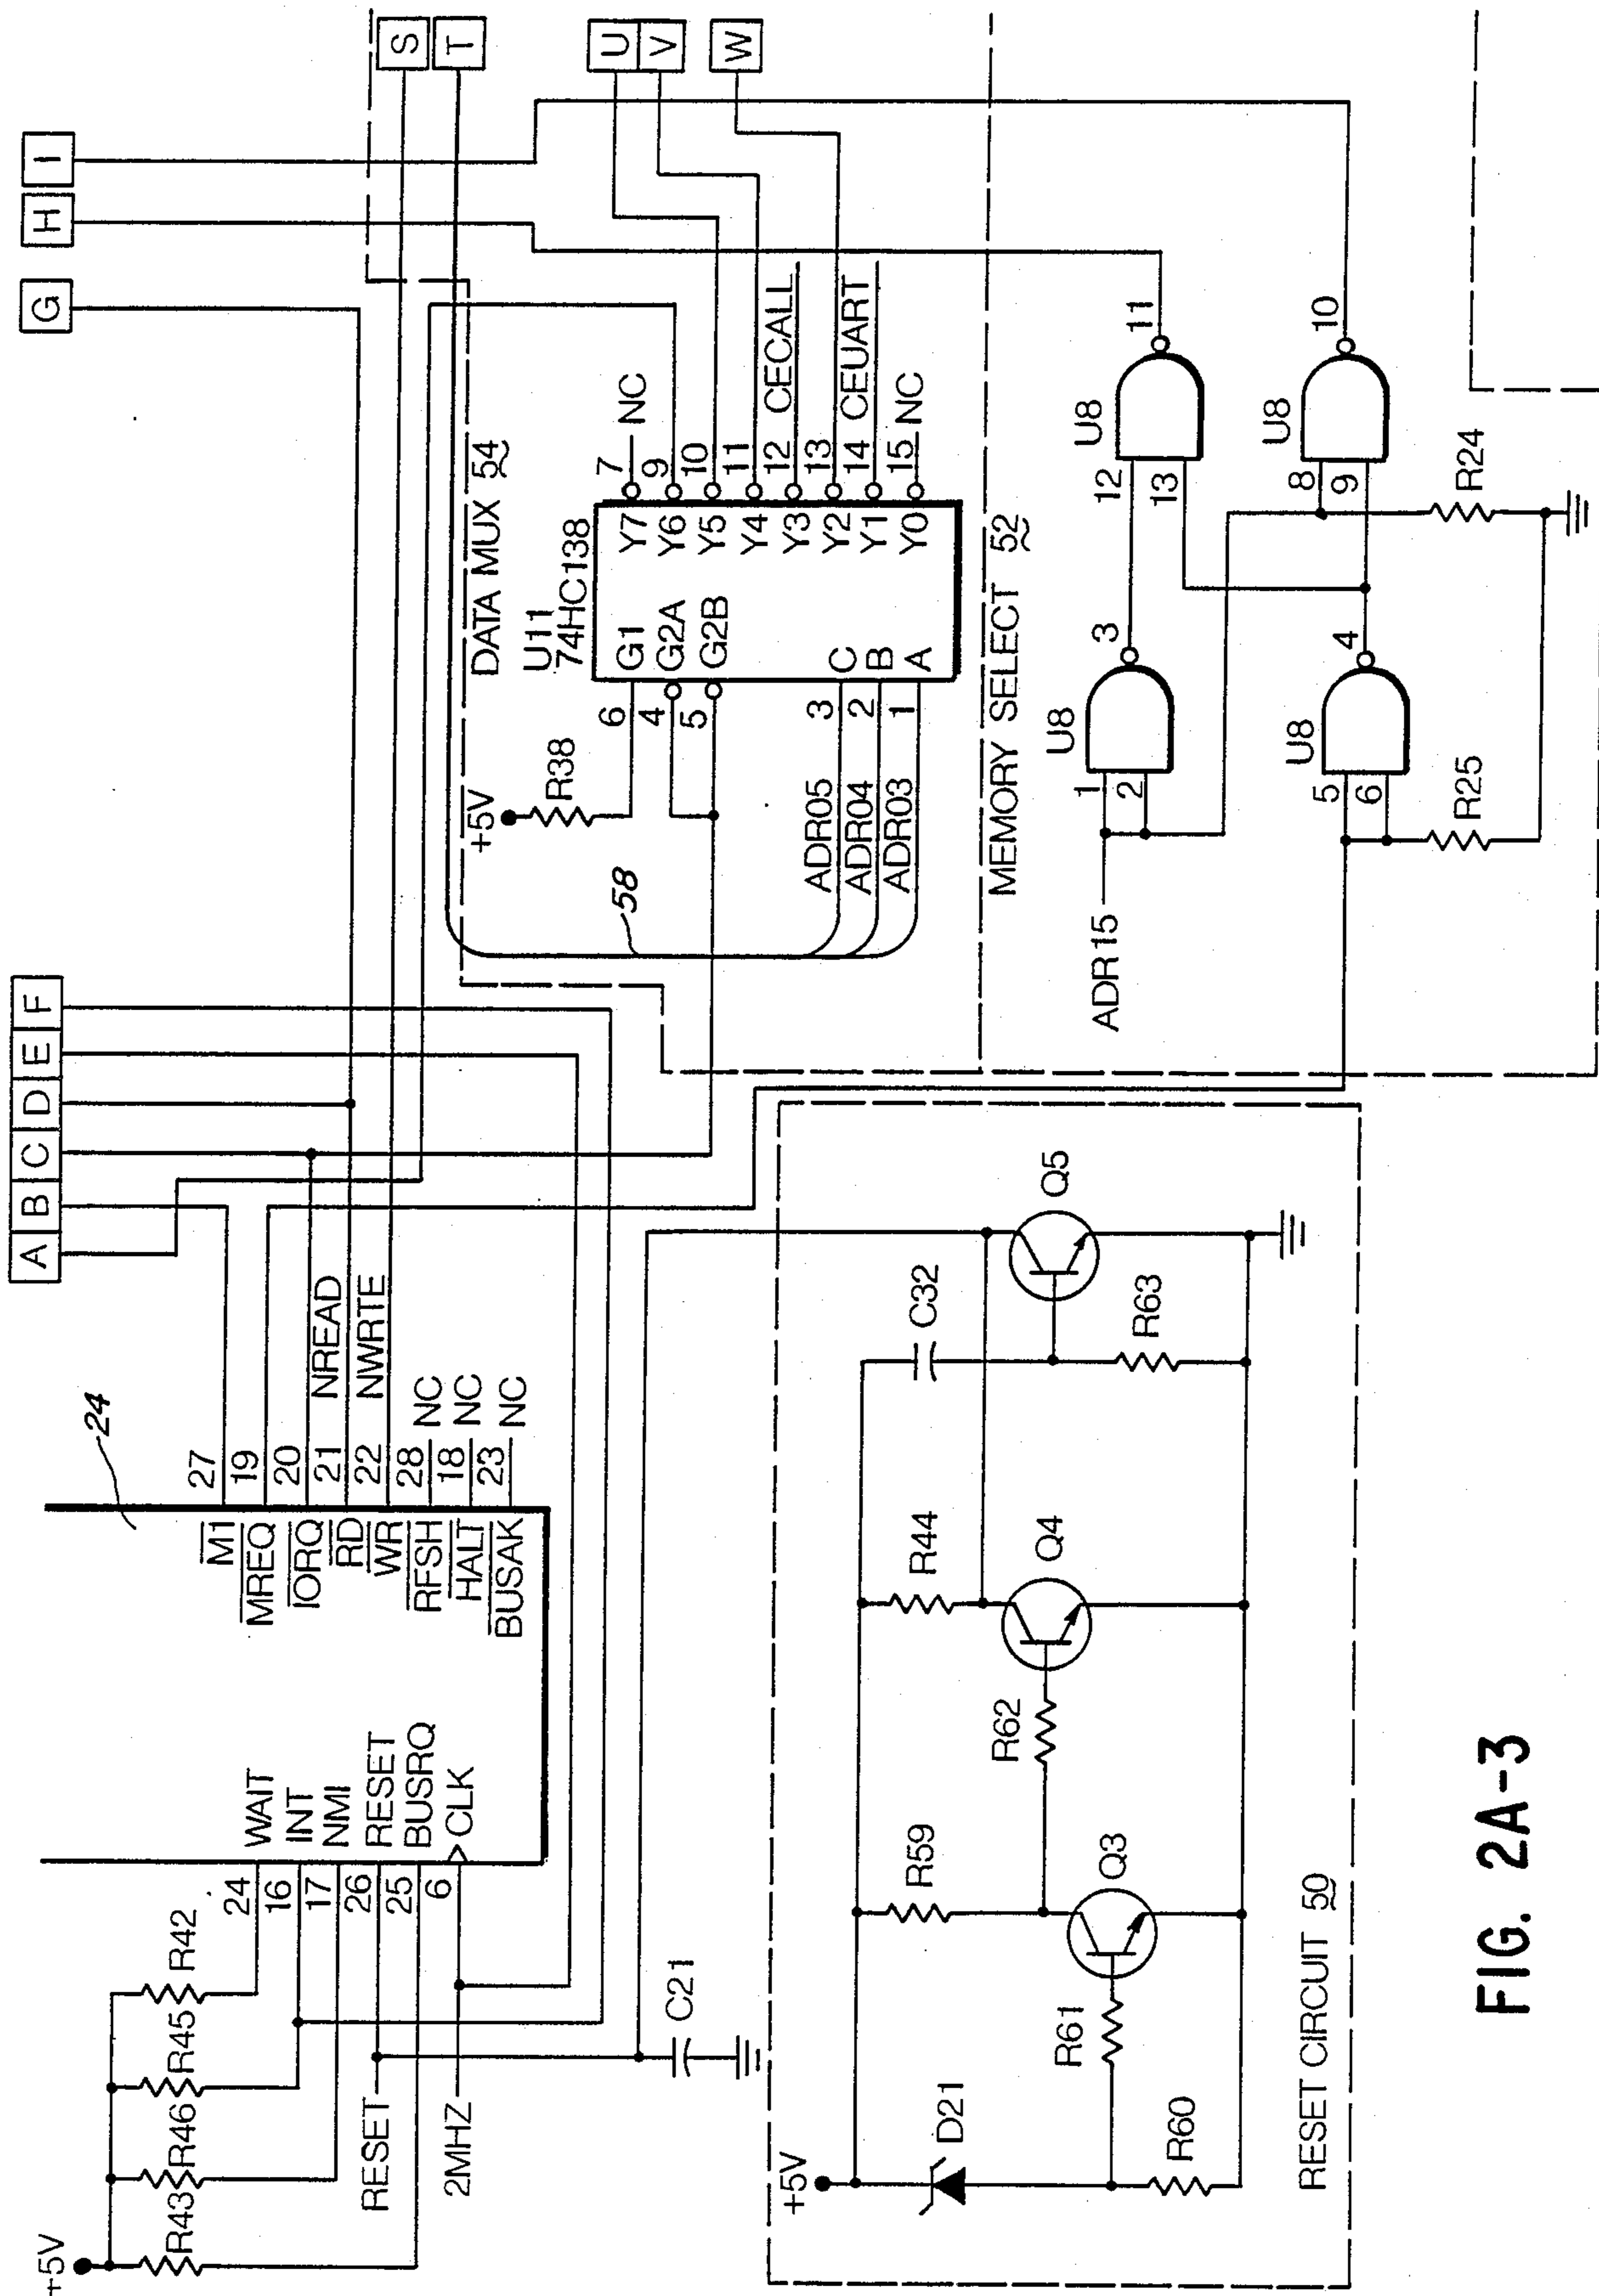 A B C D E F
G
H
I
S
T
U
V
W
24
M1 27
MREQ 19
IORQ 20
RD 21 NREAD
WR 22 NWRTE
RFSH 28 NC
HALT 18 NC
BUSAK 23 NC
+5V
R43
R46
R45
R42
24 WAIT
16 INT
17 NMI
RESET 26 RESET
25 BUSRQ
2MHZ 6 CLK
C21
DATA MUX 54
U11
74HC138
+5V
R38
6 G1
4 G2A
5 G2B
58
ADR05 3 C
ADR04 2 B
ADR03 1 A
Y7 7 NC
Y6 9
Y5 10
Y4 11
Y3 12 CECALL
Y2 13
Y1 14 CEUART
Y0 15 NC
MEMORY SELECT 52
ADR15
1
2
U8
3
12
13
U8
11
5
6
U8
4
8
9
U8
10
R25
R24
+5V
D21
R60
R61
Q3
R59
R62
Q4
R44
C32
R63
Q5
RESET CIRCUIT 50
FIG. 2A-3